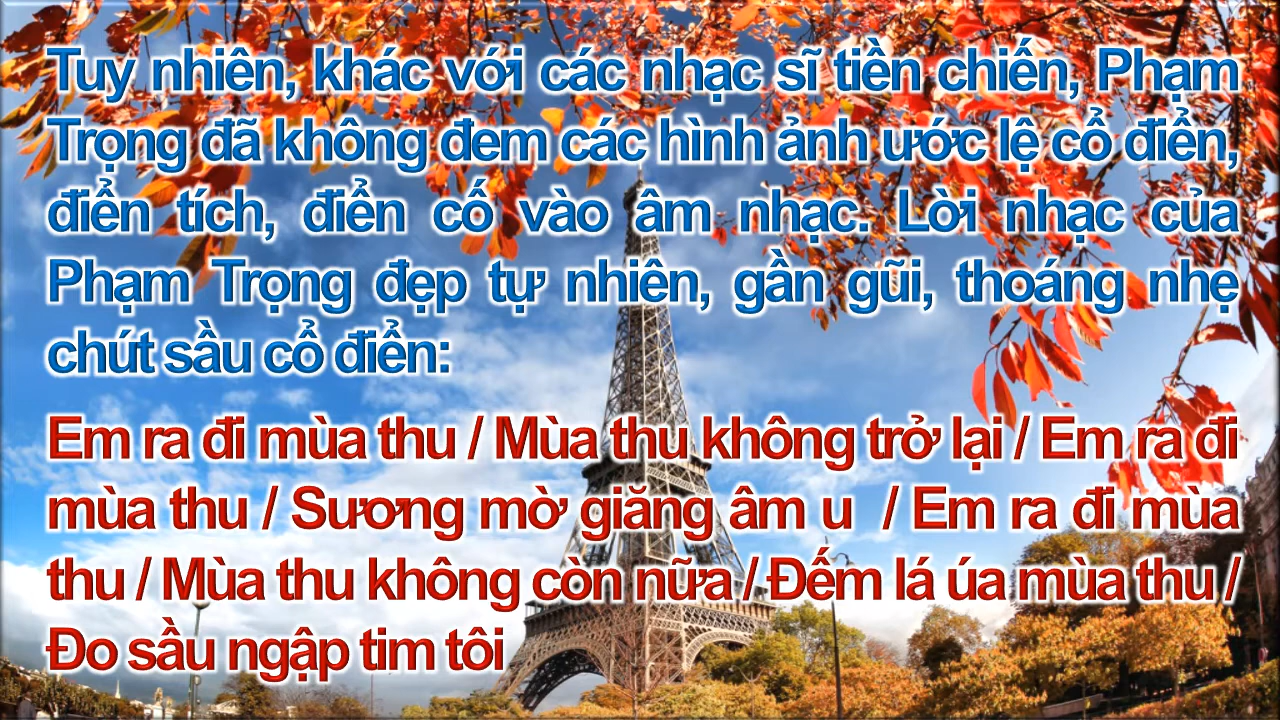 Tuy nhiên, khác với các nhạc sĩ tiền chiến, Phạm
Trọng đã không đem các hình ảnh ước lệ cổ điển,
điển tích, điển cố vào âm nhạc. Lời nhạc của
Phạm Trọng đẹp tự nhiên, gần gũi, thoáng nhẹ
chút sầu cổ điển:
Em ra đi mùa thu / Mùa thu không trở lại / Em ra đi
mùa thu / Sương mờ giăng âm u / Em ra đi mùa
thu / Mùa thu không còn nữa / Đếm lá úa mùa thu /
Đo sầu ngập tim tôi